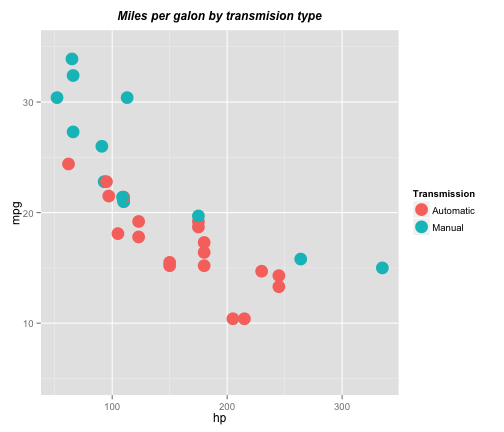 Miles per galon by transmision type
30
20
10
mpg
100
200
300
hp
Transmission
Automatic
Manual